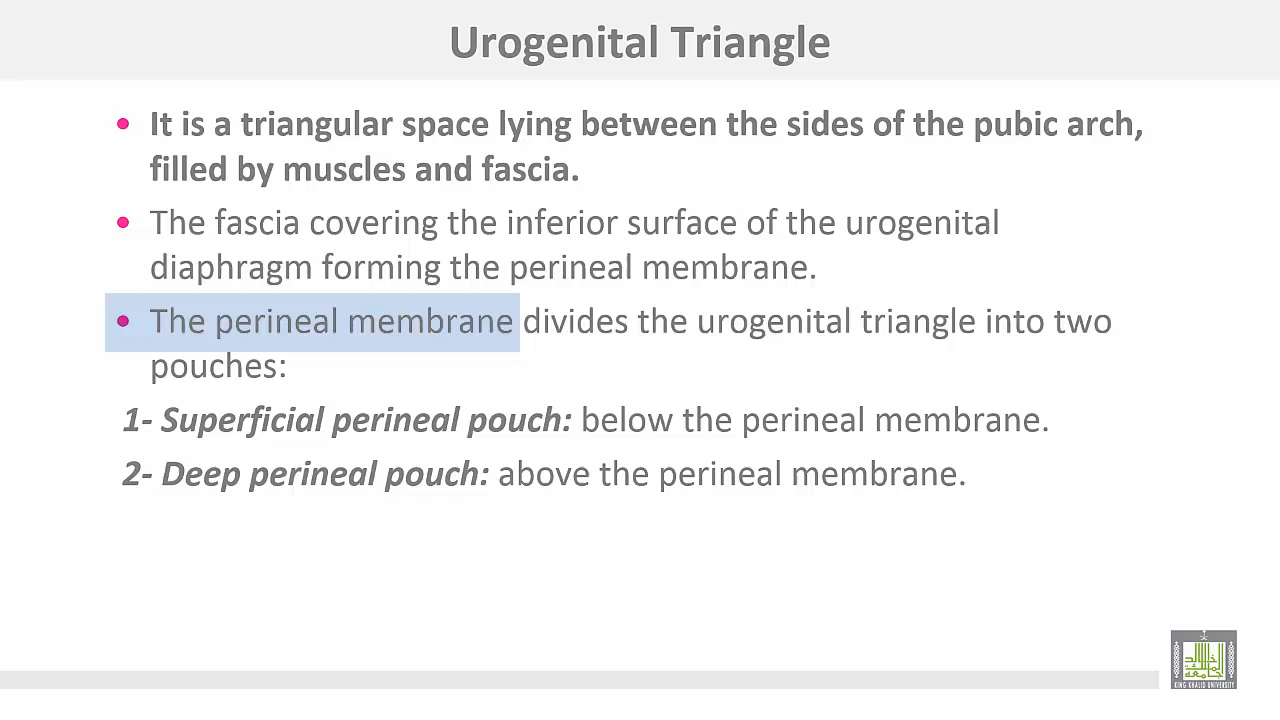 Urogenital Triangle
• It is a triangular space lying between the sides of the pubic arch,
filled by muscles and fascia.
• The fascia covering the inferior surface of the urogenital
diaphragm forming the perineal membrane.
• The perineal membrane divides the urogenital triangle into two
pouches:
1- Superficial perineal pouch: below the perineal membrane.
2- Deep perineal pouch: above the perineal membrane.
KING KHALID UNIVERSITY